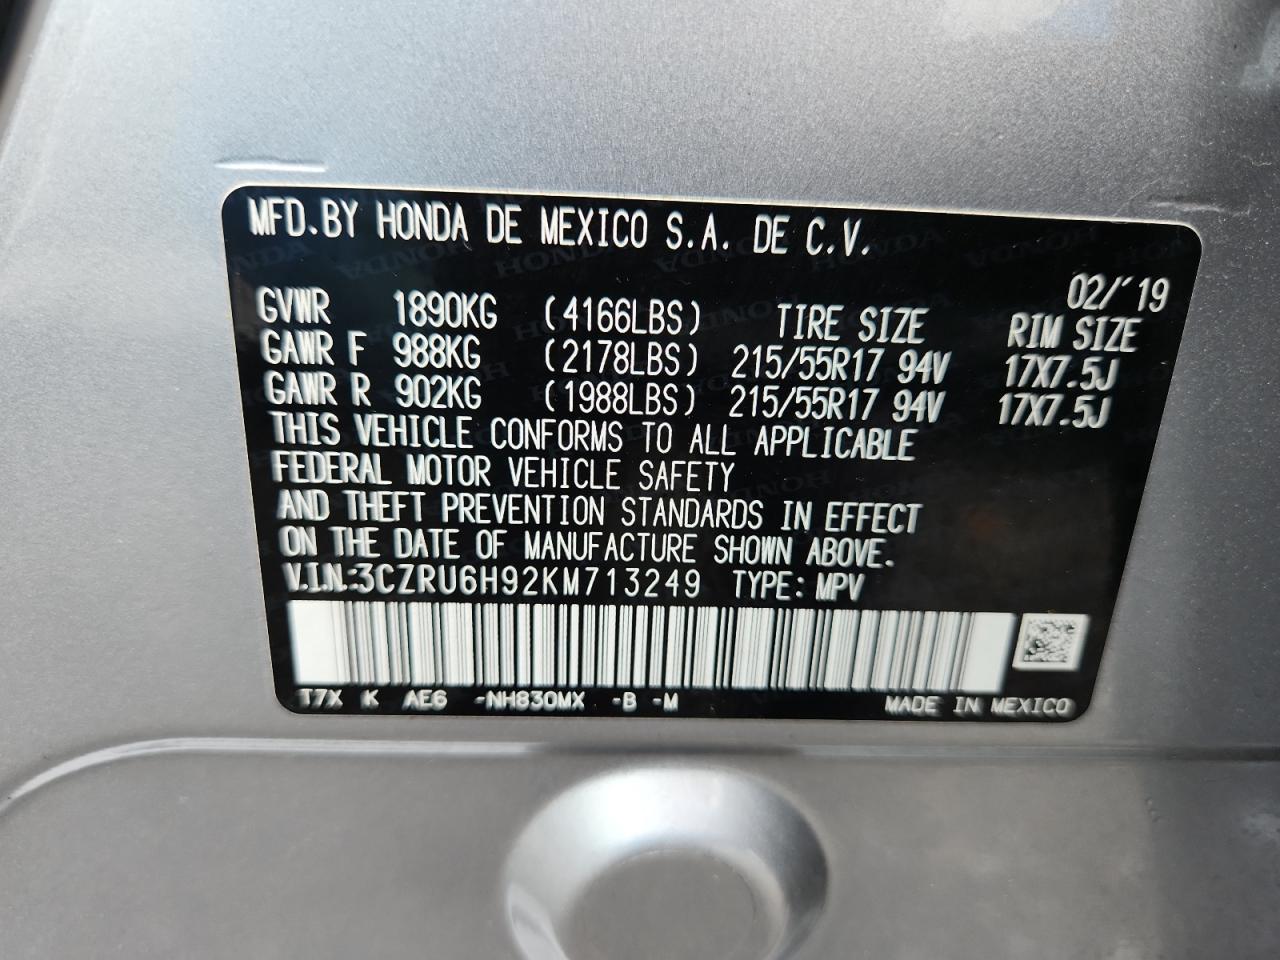 MFD.BY HONDA DE MEXICO S.A. DE C.V.
02/'19
GVWR 1890KG (4166LBS) TIRE SIZE RIM SIZE
GAWR F 988KG (2178LBS) 215/55R17 94V 17X7.5J
GAWR R 902KG (1988LBS) 215/55R17 94V 17X7.5J
THIS VEHICLE CONFORMS TO ALL APPLICABLE
FEDERAL MOTOR VEHICLE SAFETY
AND THEFT PREVENTION STANDARDS IN EFFECT
ON THE DATE OF MANUFACTURE SHOWN ABOVE.
V.I.N.:3CZRU6H92KM713249 TYPE: MPV
T7X K AE6 -NH830MX -B -M MADE IN MEXICO